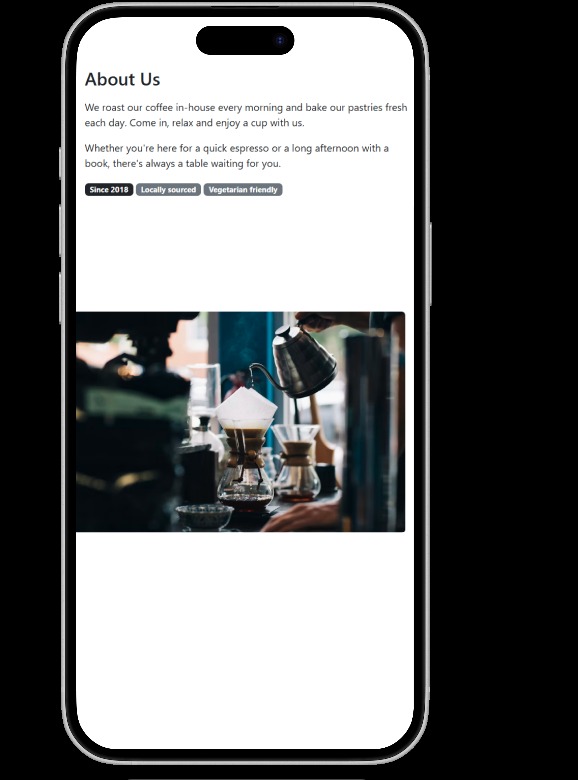 About Us
We roast our coffee in-house every morning and bake our pastries fresh
each day. Come in, relax and enjoy a cup with us.
Whether you're here for a quick espresso or a long afternoon with a
book, there's always a table waiting for you.
Since 2018 Locally sourced Vegetarian friendly